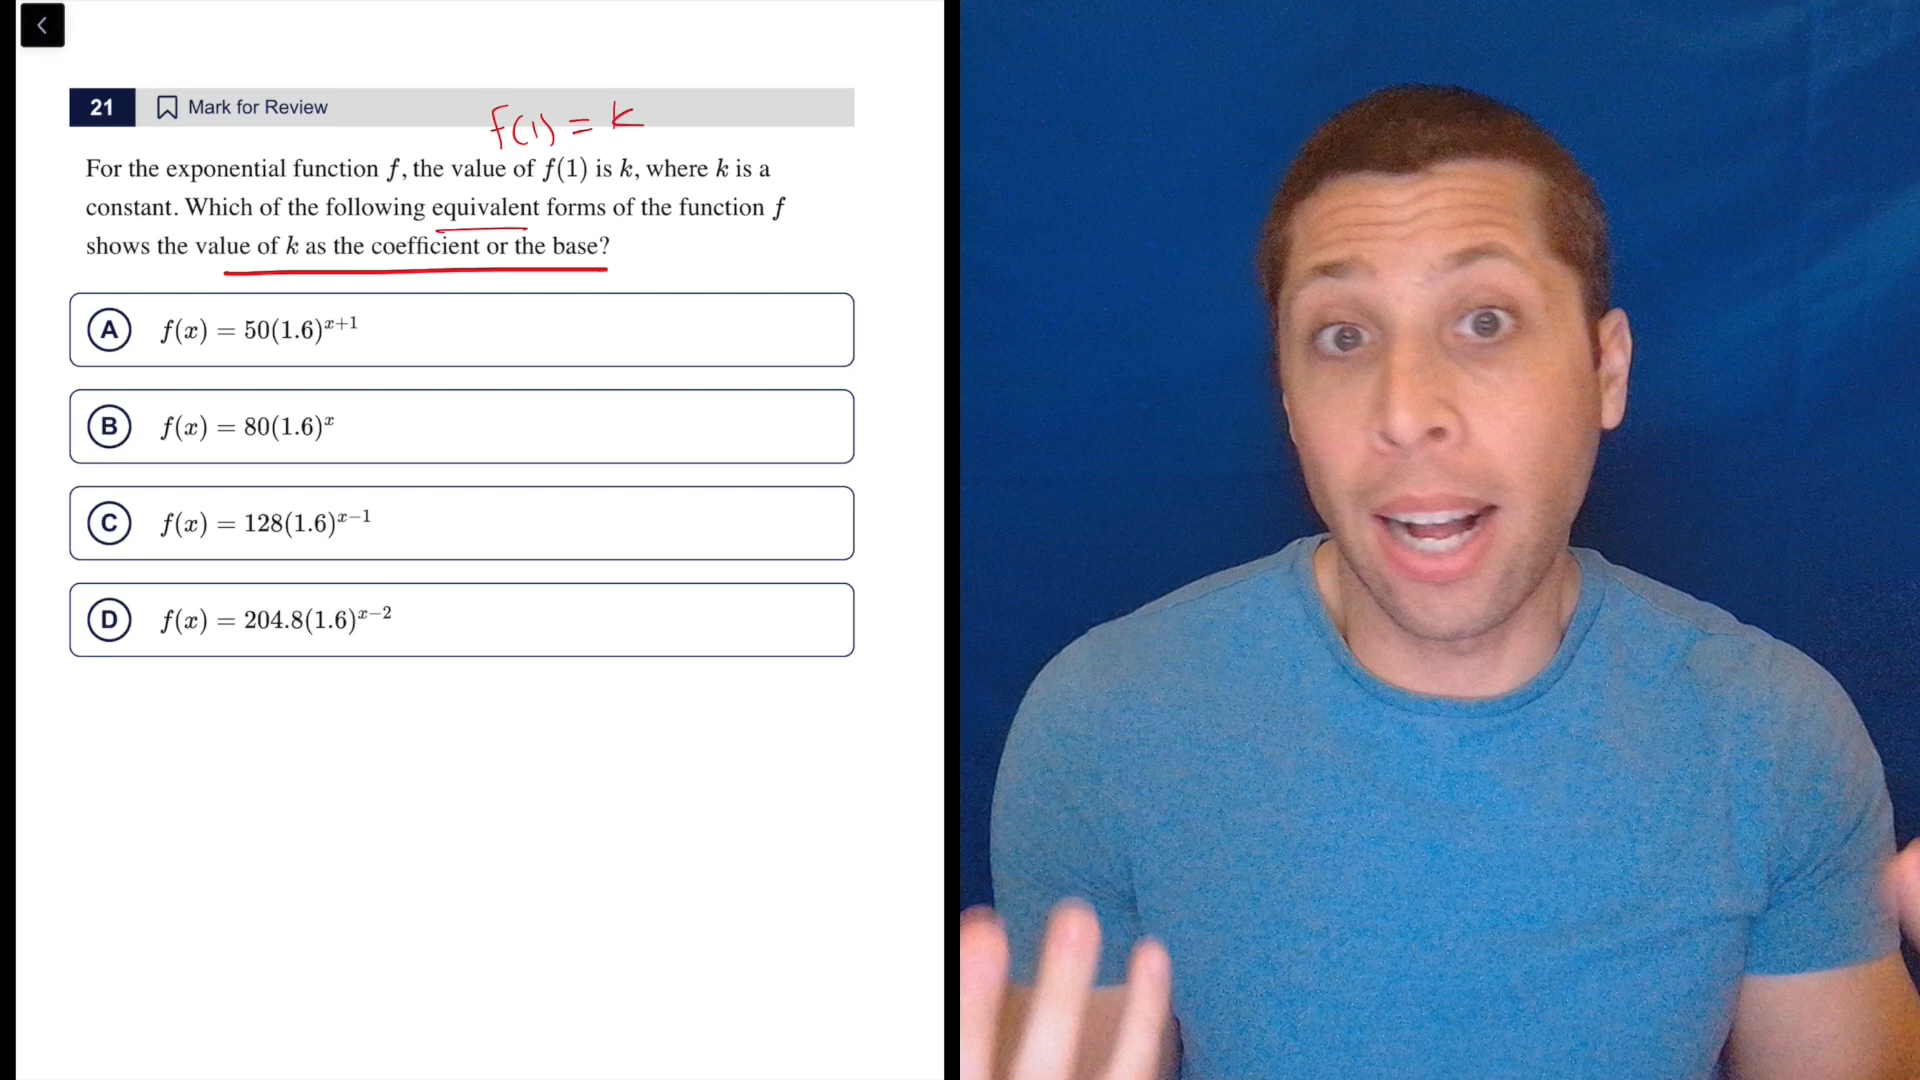 21 Mark for Review
f(1) = k
For the exponential function f, the value of f(1) is k, where k is a
constant. Which of the following equivalent forms of the function f
shows the value of k as the coefficient or the base?
A f(x) = 50(1.6)^{x+1}
B f(x) = 80(1.6)^x
C f(x) = 128(1.6)^{x−1}
D f(x) = 204.8(1.6)^{x−2}